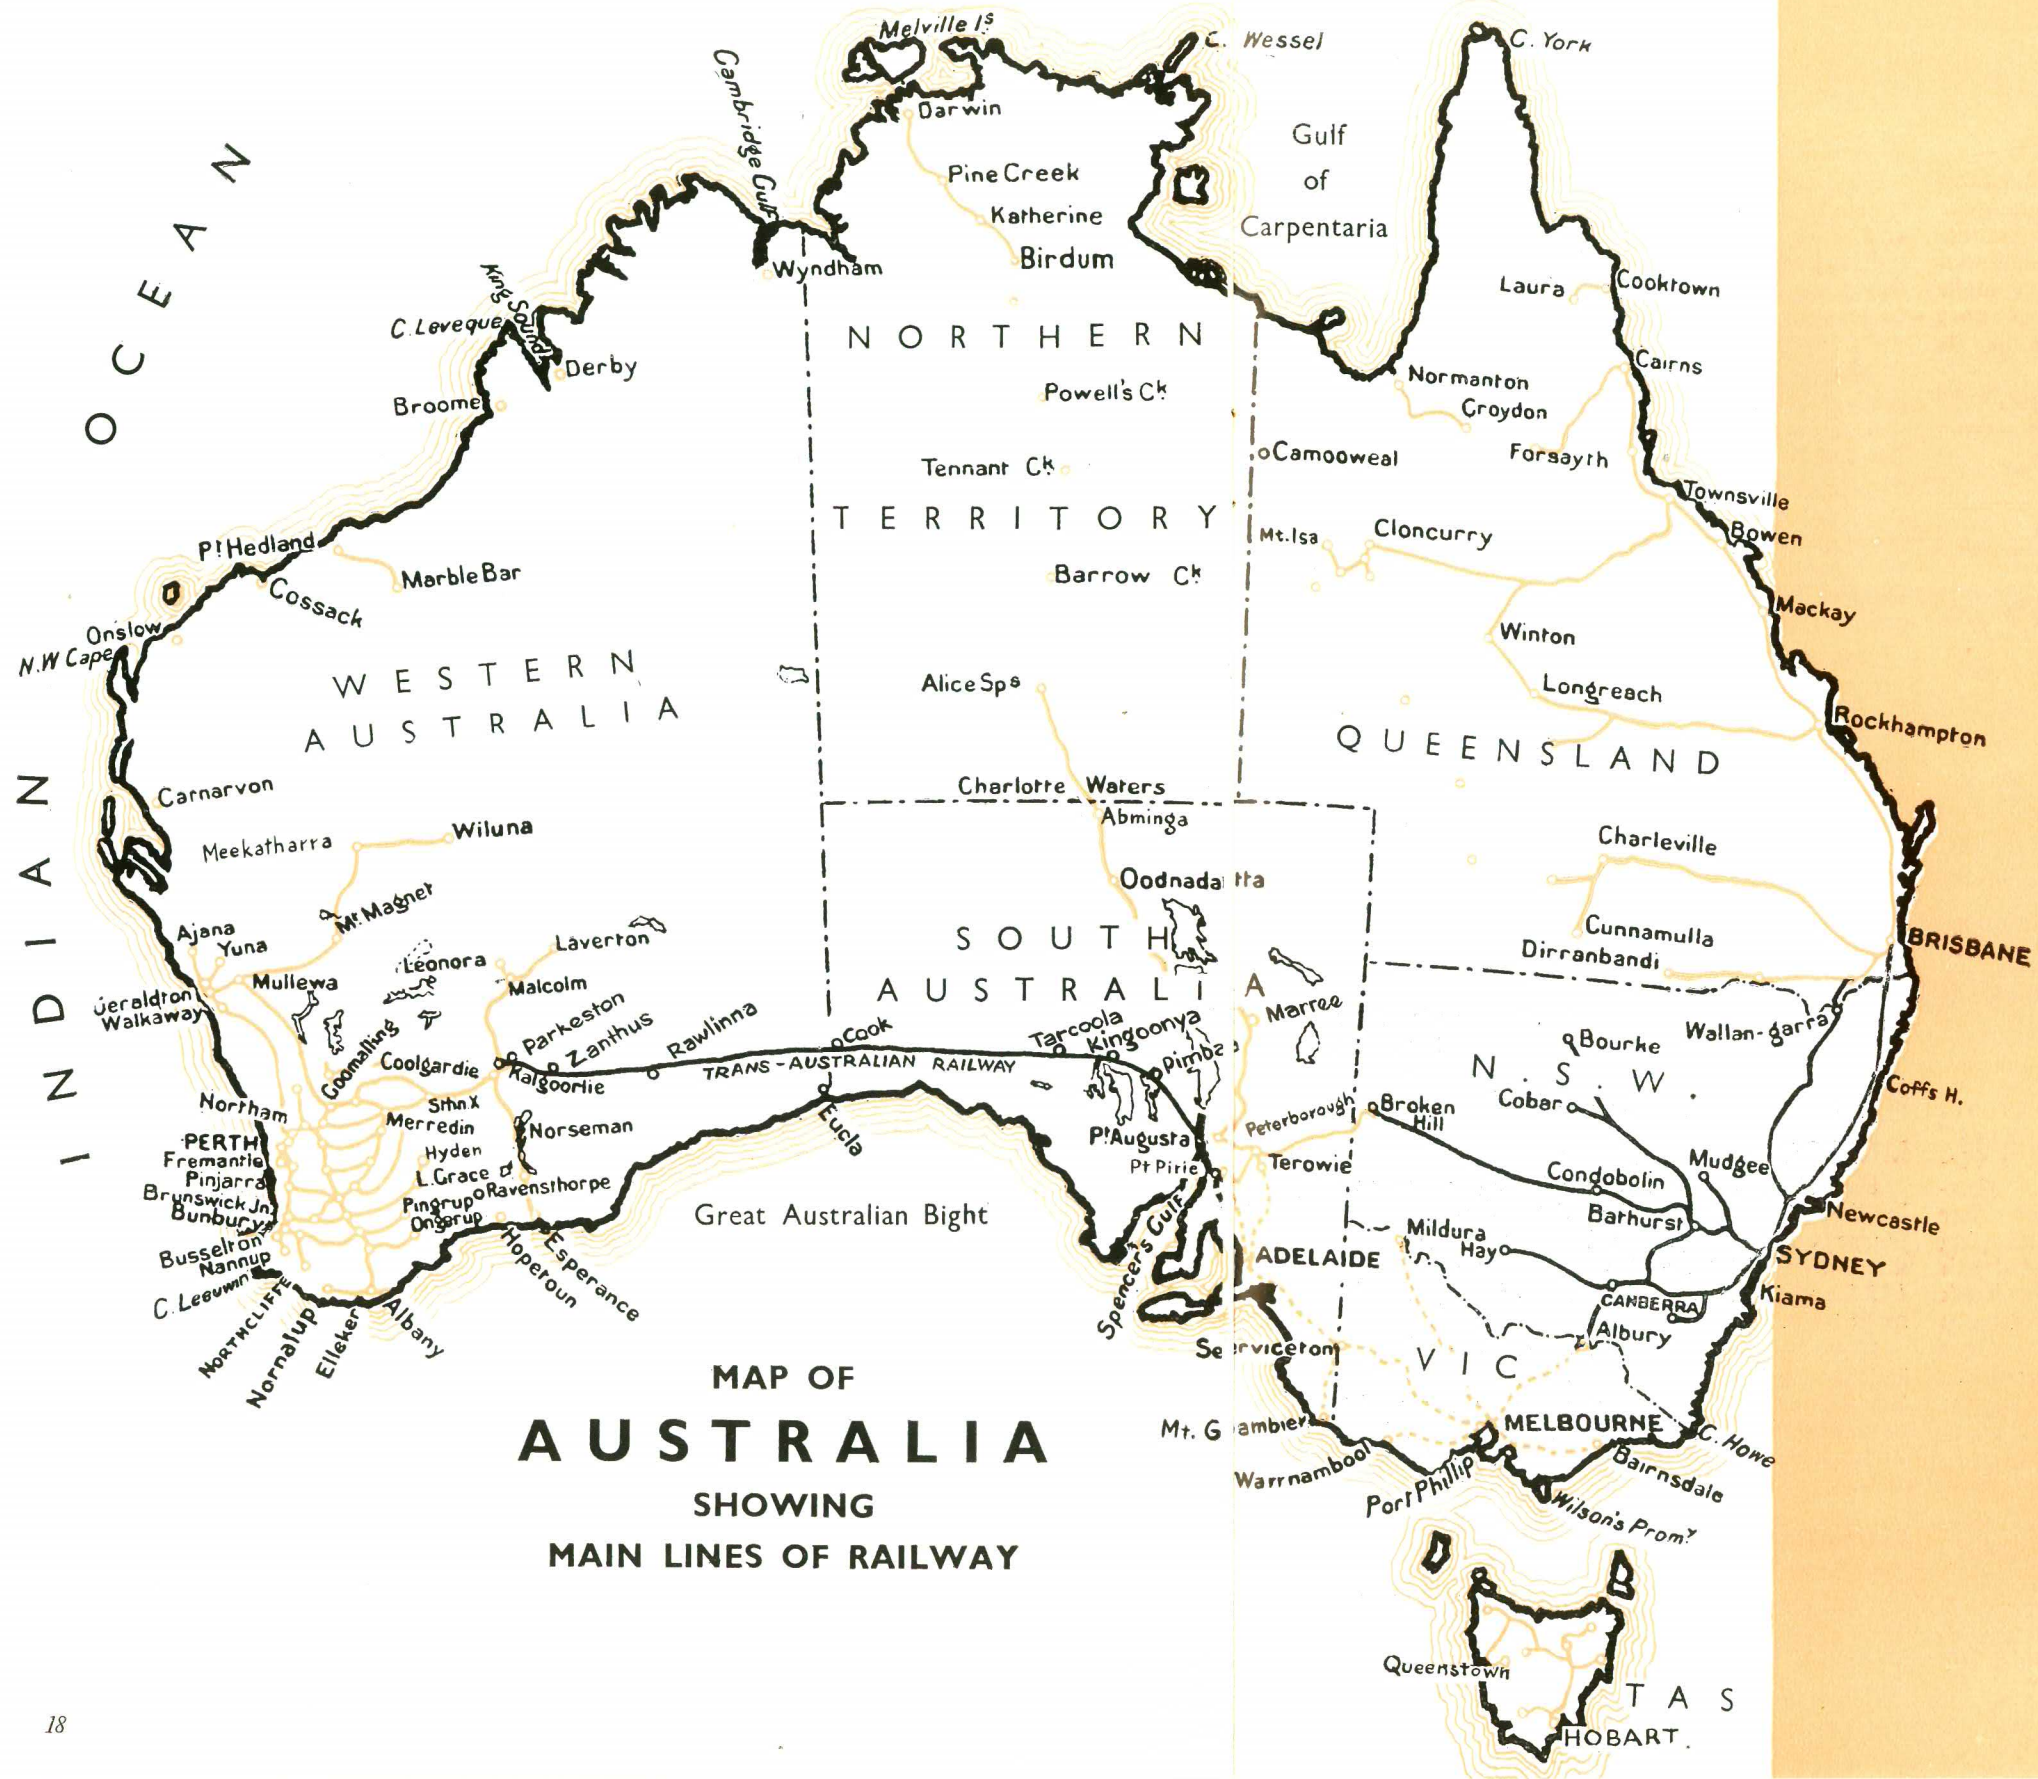 Melville Is
C. Wessel
C. York
Cambridge Gulf
Darwin
Gulf
of
Carpentaria
Pine Creek
Katherine
Birdum
Wyndham
Laura
Cooktown
King Sound
C. Leveque
NORTHERN
Derby
Cairns
Normanton
Powell's Ck
Broome
Croydon
Camooweal
Forsayth
Tennant Ck
Townsville
TERRITORY
Bowen
Mt. Isa
Cloncurry
Pt Hedland
Marble Bar
Barrow Ck
Cossack
Mackay
Onslow
Winton
N.W Cape
WESTERN
AUSTRALIA
Alice Sps
Longreach
Rockhampton
QUEENSLAND
Carnarvon
Charlotte Waters
Abminga
Meekatharra
Wiluna
Charleville
Oodnadatta
Mt. Magnet
Ajana
Yuna
Laverton
SOUTH
AUSTRALIA
Cunnamulla
Dirranbandi
BRISBANE
Leonora
Mullewa
Malcolm
Geraldton
Walkaway
Marree
Parkeston
Zanthus
Rawlinna
Cook
Tarcoola
Kingoonya
Pimba
Wallan-garra
Bourke
Coomalling
Coolgardie
Kalgoorlie
TRANS-AUSTRALIAN RAILWAY
N.S.W.
Coffs H.
Northam
Sthn X
Merredin
Norseman
Eucla
Peterborough
Broken
Hill
Cobar
PERTH
Fremantle
Pinjarra
Brunswick Jn.
Bunbury
Hyden
L. Grace
Pingrup
Ravensthorpe
Ongerup
Pt Augusta
Pt Pirie
Terowie
Condobolin
Mudgee
Great Australian Bight
Spencer's Gulf
Bathurst
Newcastle
Mildura
Hay
Busselton
Nannup
C. Leeuwin
NORTHCLIFFE
Nornalup
Elleker
Albany
Hopetoun
Esperance
ADELAIDE
SYDNEY
CANBERRA
Kiama
Albury
Serviceton
VIC
Mt. Gambier
MELBOURNE
C. Howe
Warrnambool
Port Phillip
Bairnsdale
Wilson's Promy
Queenstown
TAS
HOBART.
INDIAN OCEAN
MAP OF
AUSTRALIA
SHOWING
MAIN LINES OF RAILWAY
18